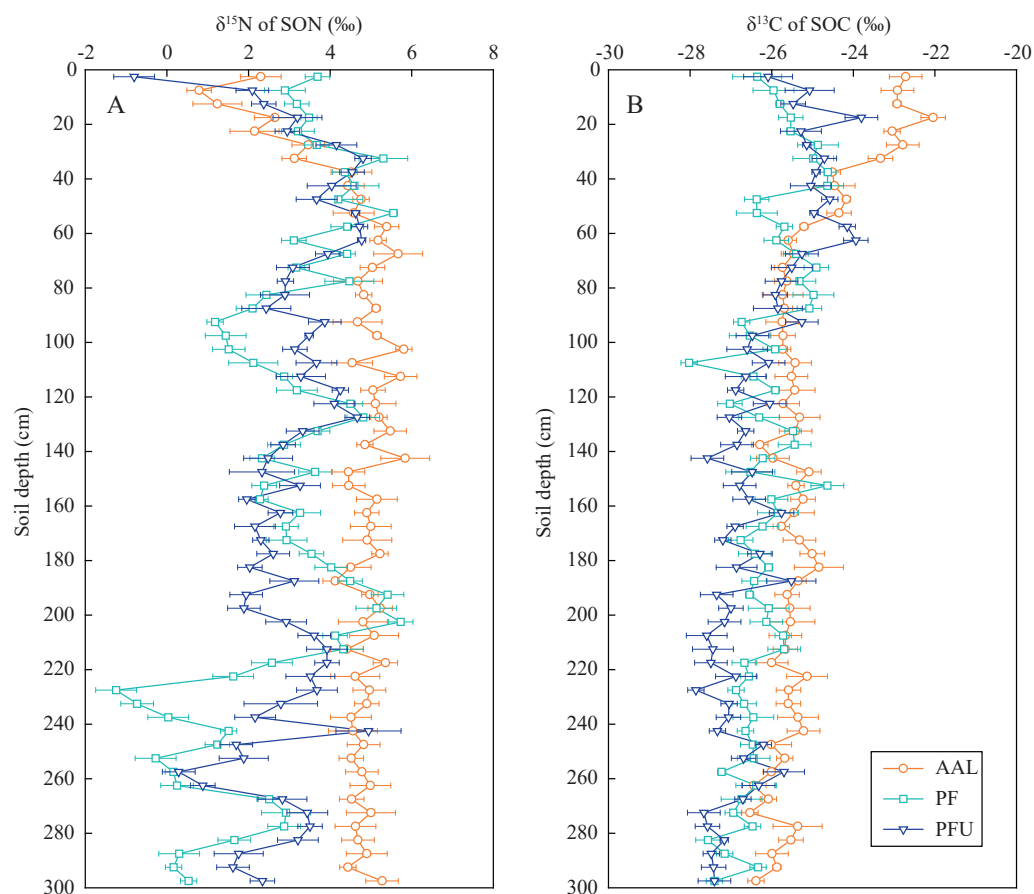 δ¹⁵N of SON (‰)
-2 0 2 4 6 8
A
0
20
40
60
80
100
120
140
160
180
200
220
240
260
280
300
Soil depth (cm)
δ¹³C of SOC (‰)
-30 -28 -26 -24 -22 -20
B
0
20
40
60
80
100
120
140
160
180
200
220
240
260
280
300
Soil depth (cm)
AAL
PF
PFU